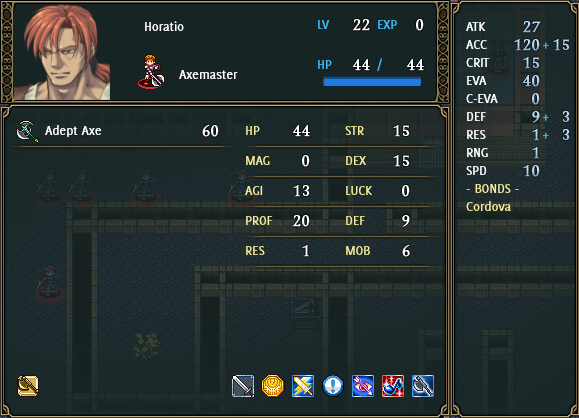 Horatio LV 22 EXP 0
Axemaster HP 44 / 44
Adept Axe 60
HP 44 STR 15
MAG 0 DEX 15
AGI 13 LUCK 0
PROF 20 DEF 9
RES 1 MOB 6
ATK 27
ACC 120 + 15
CRIT 15
EVA 40
C-EVA 0
DEF 9 + 3
RES 1 + 3
RNG 1
SPD 10
- BONDS -
Cordova